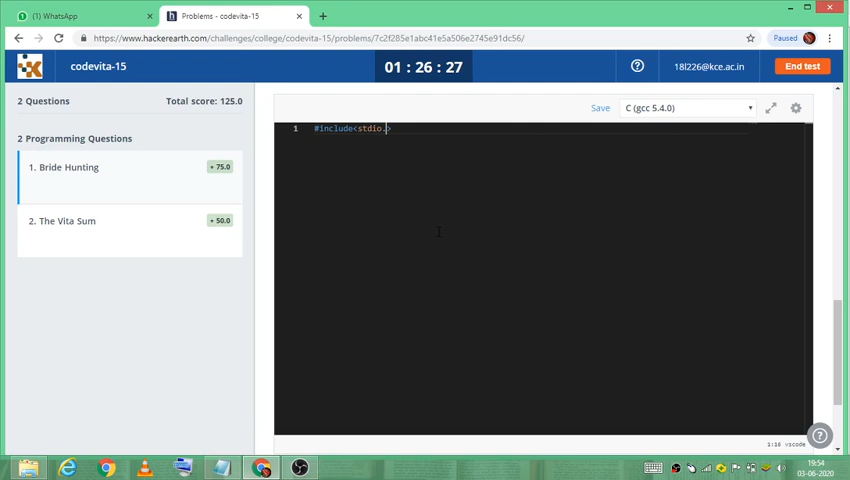 (1) WhatsApp
Problems - codevita-15
https://www.hackerearth.com/challenges/college/codevita-15/problems/7c2f285e1abc41e5a506e2745e91dc56/
Paused
codevita-15
01 : 26 : 27
18l226@kce.ac.in
End test
2 Questions
Total score: 125.0
Save
C (gcc 5.4.0)
1
#include<stdio.>
2 Programming Questions
1. Bride Hunting
+ 75.0
2. The Vita Sum
+ 50.0
1:16 vscode
19:54
03-06-2020